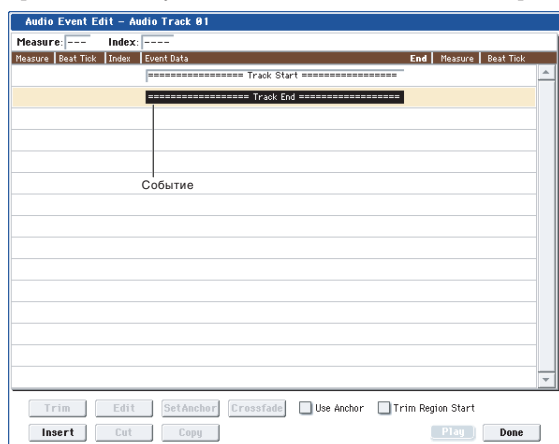 Audio Event Edit – Audio Track 01
Measure: --- Index: ----
Measure Beat Tick Index Event Data End Measure Beat Tick
================= Track Start =================
================== Track End ==================
Событие
Trim Edit SetAnchor Crossfade Use Anchor Trim Region Start
Insert Cut Copy Play Done